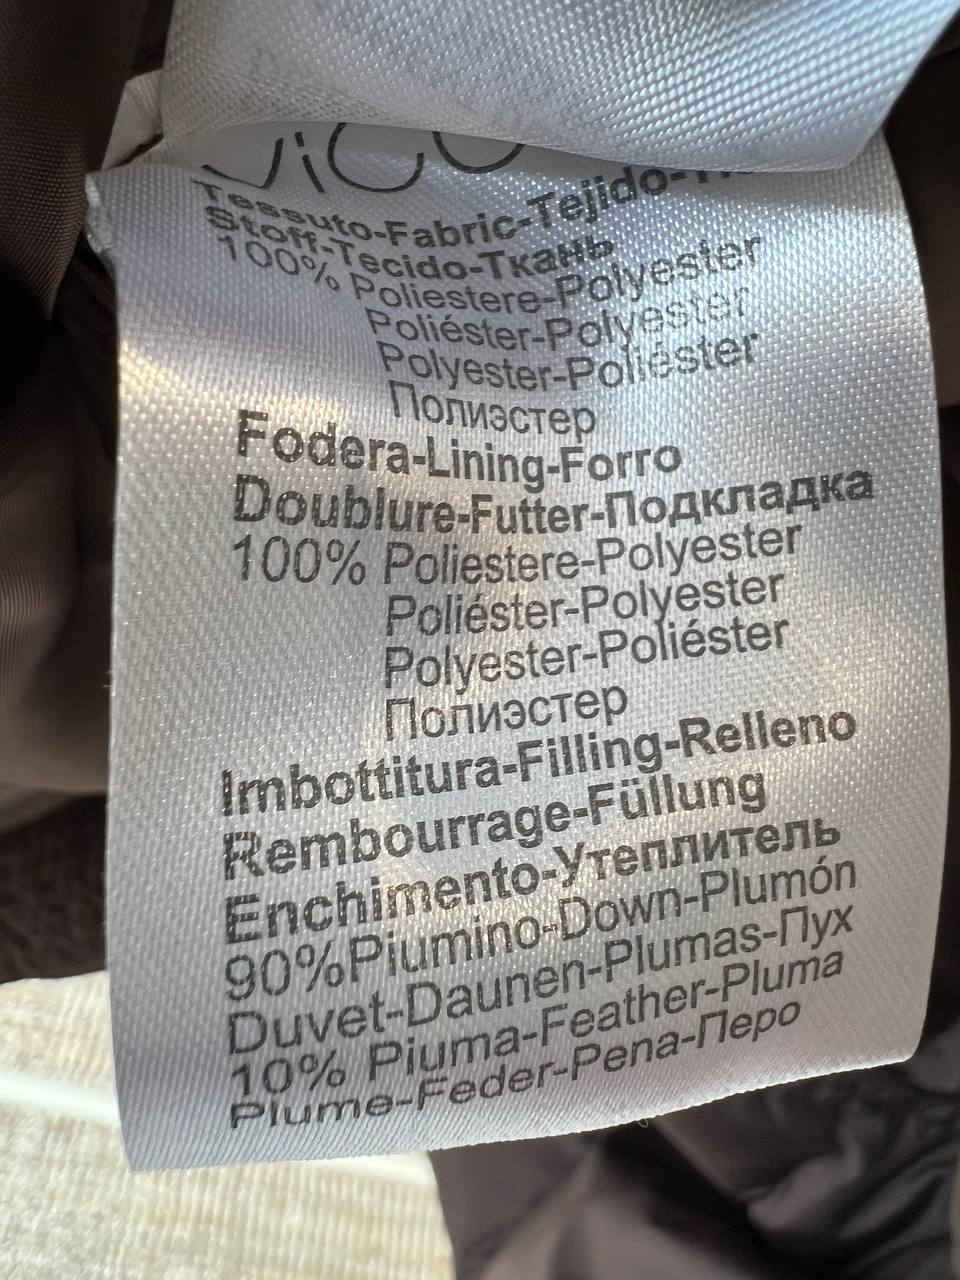 Tessuto-Fabric-Tejido-
Stoff-Tecido-Ткань
100% Poliestere-Polyester
Poliéster-Polyester
Polyester-Poliéster
Полиэстер
Fodera-Lining-Forro
Doublure-Futter-Подкладка
100% Poliestere-Polyester
Poliéster-Polyester
Polyester-Poliéster
Полиэстер
Imbottitura-Filling-Relleno
Rembourrage-Füllung
Enchimento-Утеплитель
90%Piumino-Down-Plumón
Duvet-Daunen-Plumas-Пух
10% Piuma-Feather-Pluma
Plume-Feder-Pena-Перо